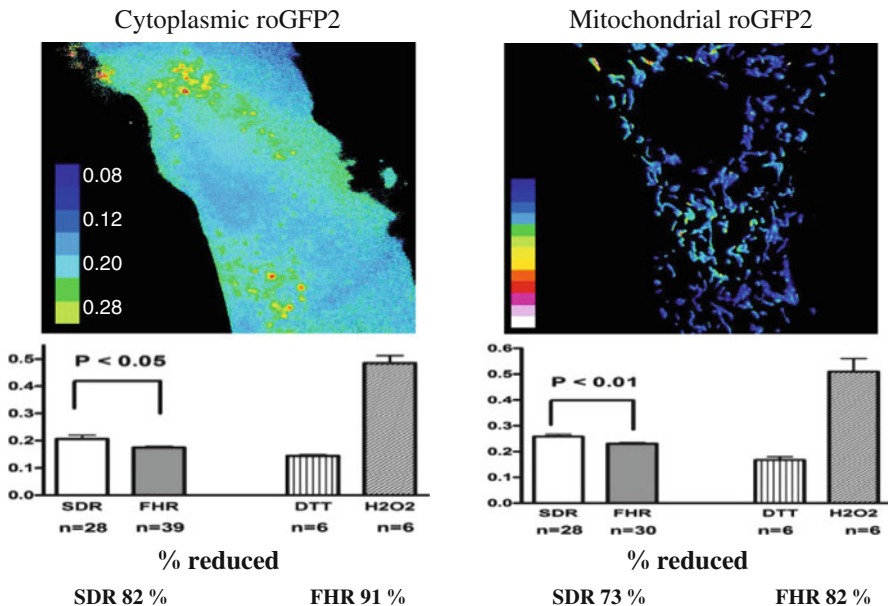 Cytoplasmic roGFP2
Mitochondrial roGFP2
0.08
0.12
0.20
0.28
0.5
0.4
0.3
0.2
0.1
0.0
P < 0.05
SDR FHR DTT H2O2
n=28 n=39 n=6 n=6
% reduced
SDR 82 % FHR 91 %
0.6
0.5
0.4
0.3
0.2
0.1
0.0
P < 0.01
SDR FHR DTT H2O2
n=28 n=30 n=6 n=6
% reduced
SDR 73 % FHR 82 %